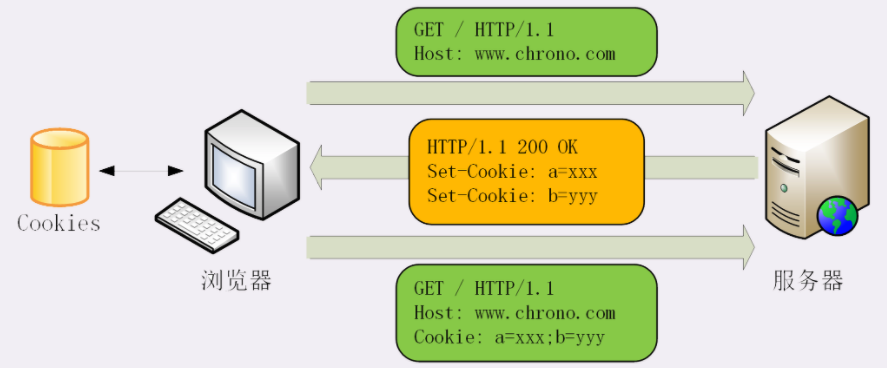 GET / HTTP/1.1
Host: www.chrono.com
HTTP/1.1 200 OK
Set-Cookie: a=xxx
Set-Cookie: b=yyy
Cookies
浏览器
服务器
GET / HTTP/1.1
Host: www.chrono.com
Cookie: a=xxx;b=yyy